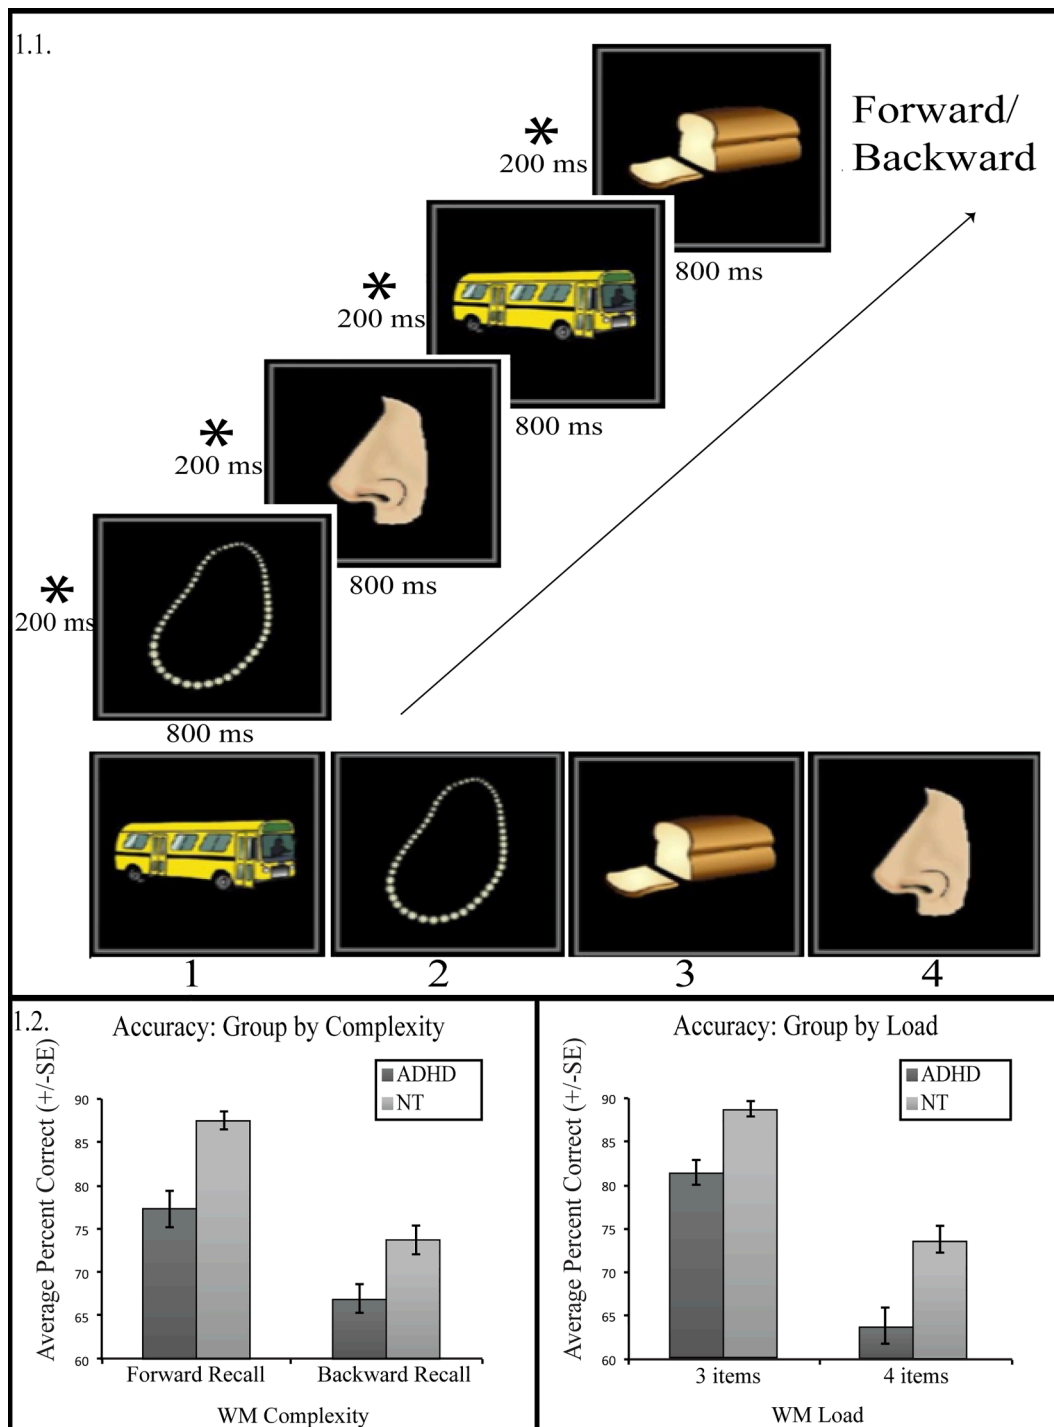 1.1.
Forward/
Backward
*
200 ms
800 ms
*
200 ms
800 ms
*
200 ms
800 ms
*
200 ms
800 ms
1
2
3
4
1.2.
Accuracy: Group by Complexity
Average Percent Correct (+/-SE)
ADHD
NT
90
85
80
75
70
65
60
Forward Recall
Backward Recall
WM Complexity
Accuracy: Group by Load
Average Percent Correct (+/-SE)
ADHD
NT
90
85
80
75
70
65
60
3 items
4 items
WM Load